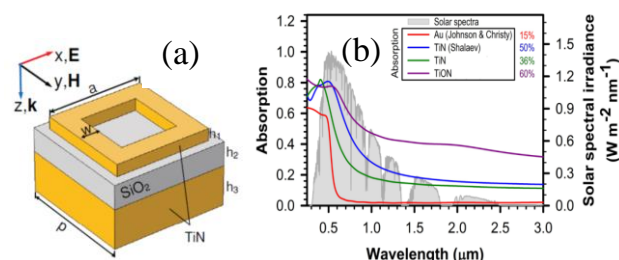 (a)
x, E
y, H
z, k
a
w
h₁
h₂
h₃
SiO₂
p
TiN
(b)
Absorption
1.2
1.0
0.8
0.6
0.4
0.2
0.0
Solar spectra
Absorption
Au (Johnson & Christy) 15%
TiN (Shalaev) 50%
TiN 36%
TiON 60%
1.5
1.2
0.9
0.6
0.3
0.0
Solar spectral irradiance
(W m⁻² nm⁻¹)
0.5 1.0 1.5 2.0 2.5 3.0
Wavelength (μm)